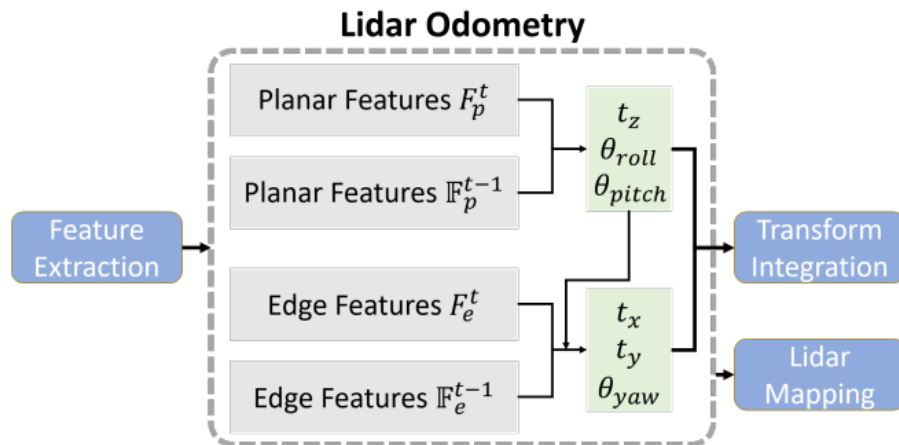 Lidar Odometry
Planar Features $F_p^t$
Planar Features $\mathbb{F}_p^{t-1}$
Feature
Extraction
Edge Features $F_e^t$
Edge Features $\mathbb{F}_e^{t-1}$
$t_z$
$\theta_{roll}$
$\theta_{pitch}$
$t_x$
$t_y$
$\theta_{yaw}$
Transform
Integration
Lidar
Mapping